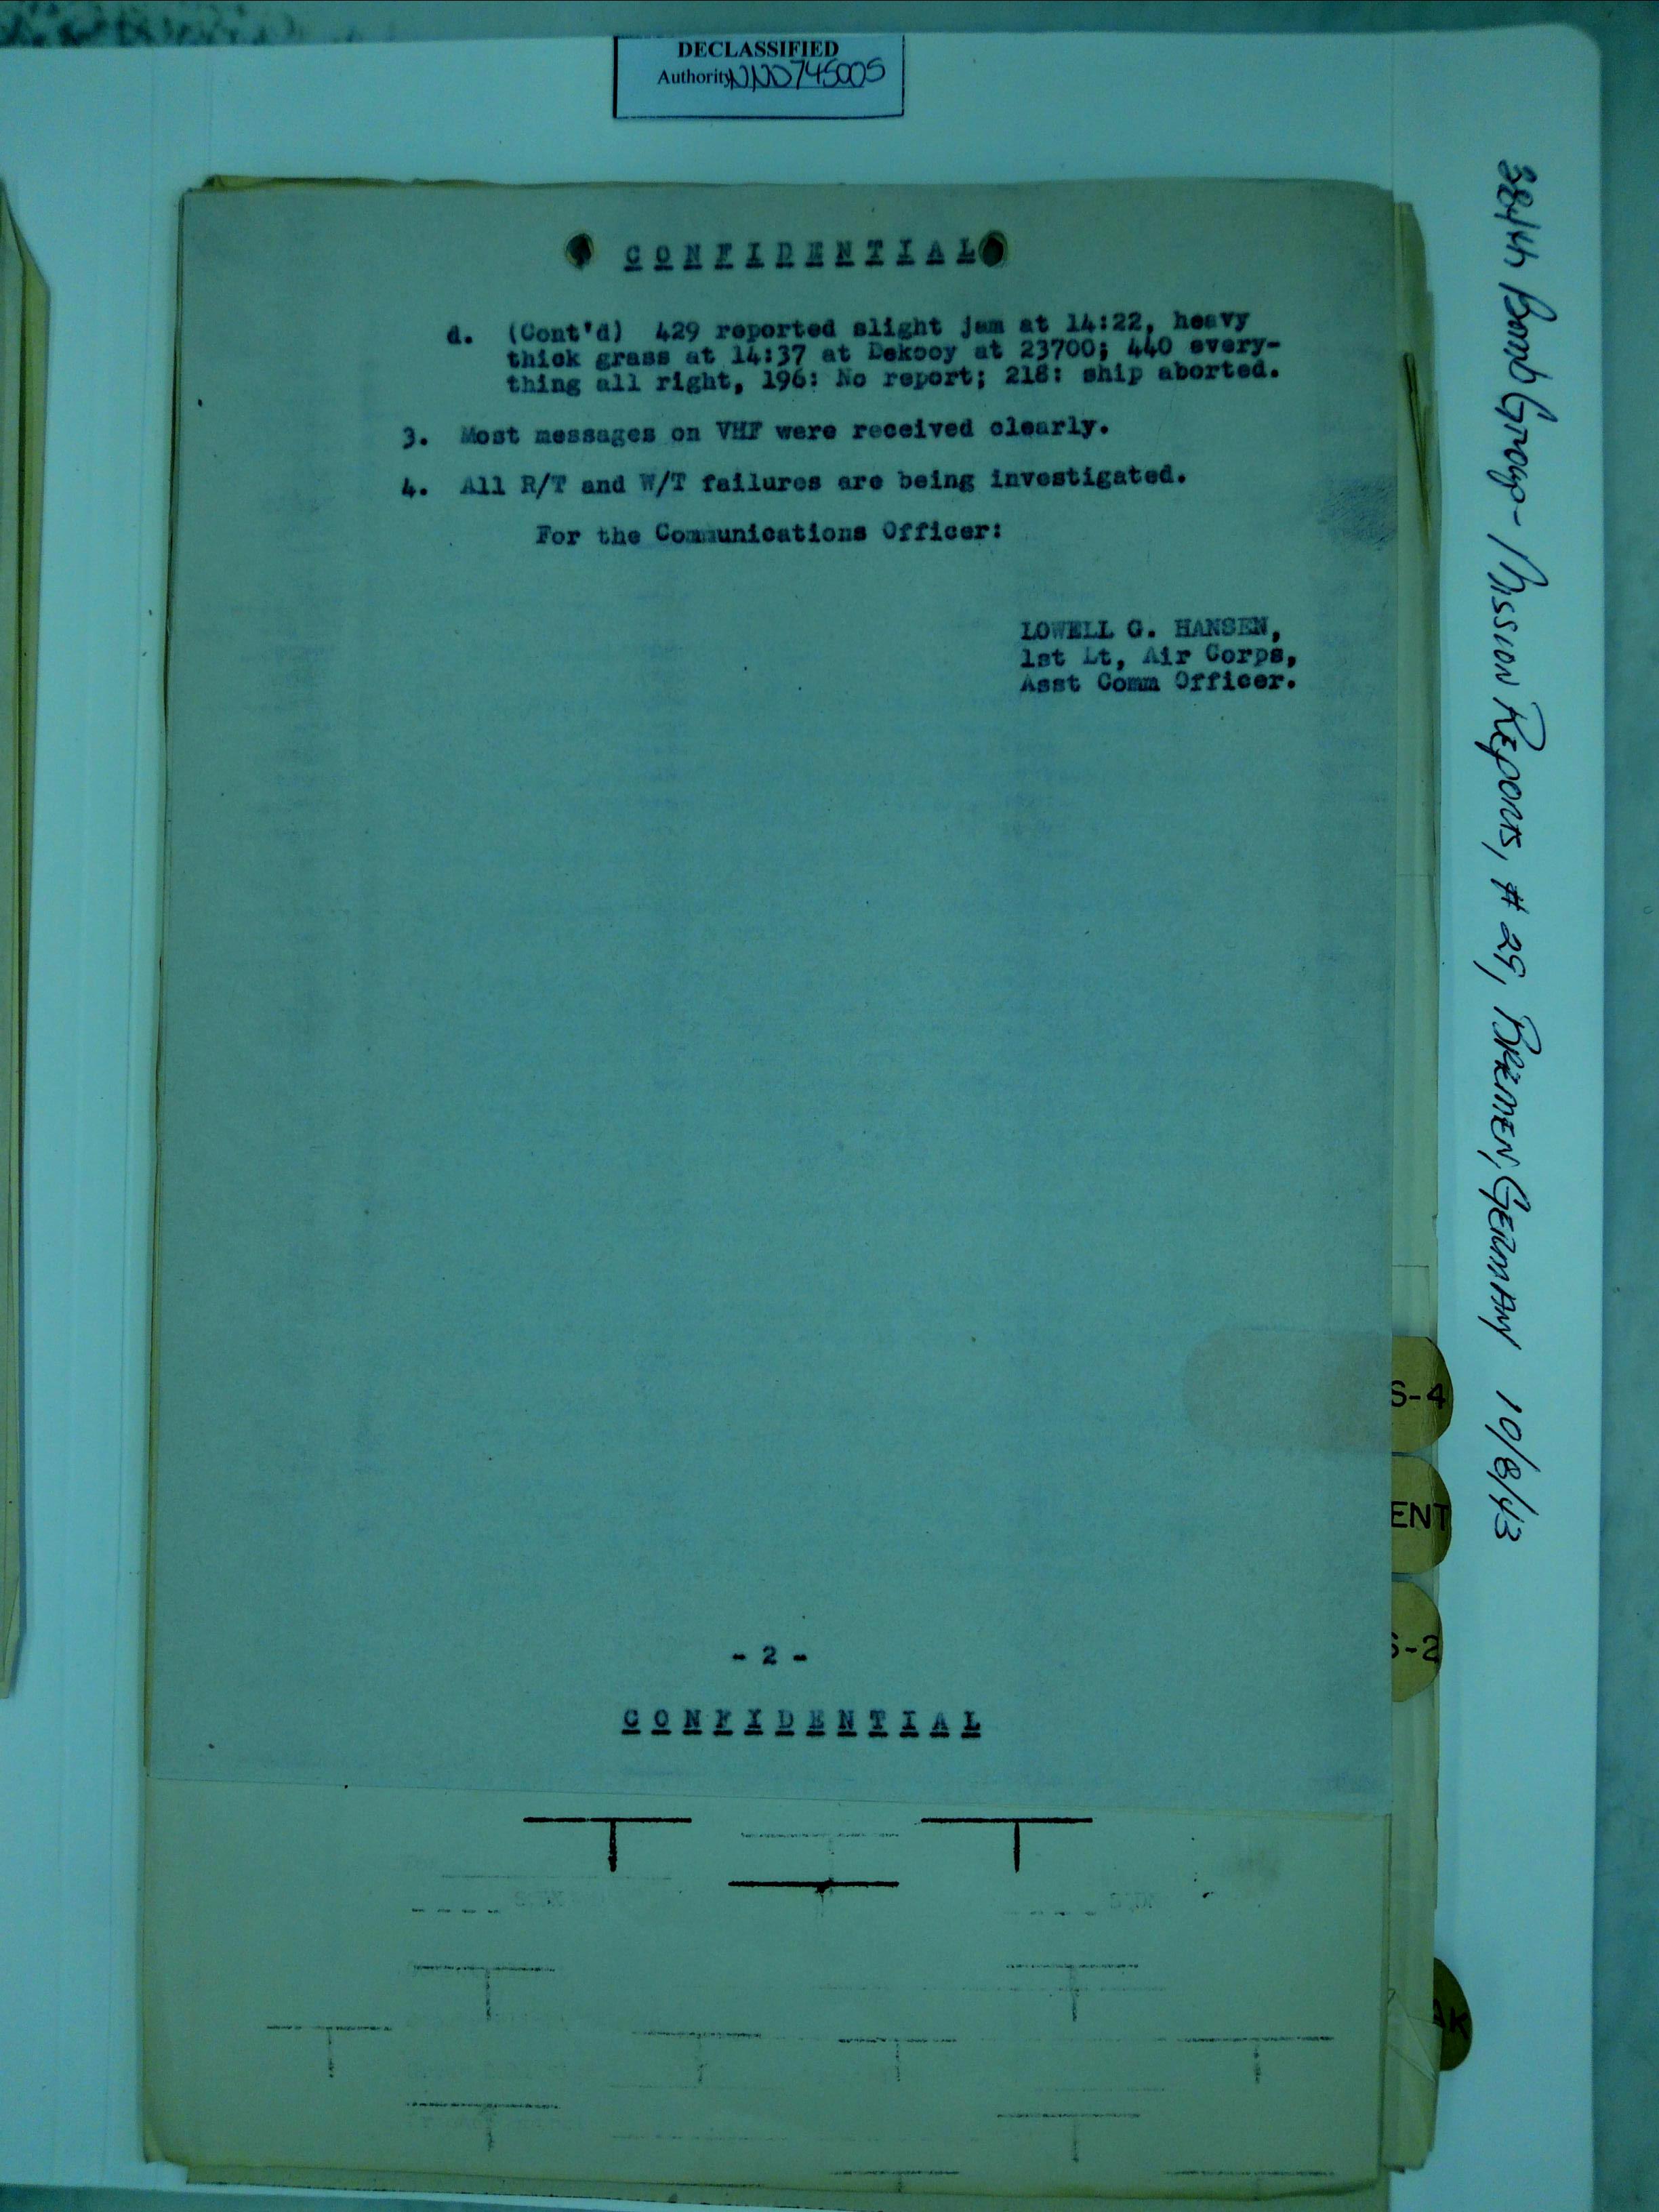 DECLASSIFIED
Authority NND745005
C O N F I D E N T I A L
d. (Cont'd) 429 reported slight jam at 14:22, heavy
thick grass at 14:37 at Dekooy at 23700; 440 every-
thing all right, 196: No report; 218: ship aborted.
3. Most messages on VHF were received clearly.
4. All R/T and W/T failures are being investigated.
For the Communications Officer:
LOWELL G. HANSEN,
1st Lt, Air Corps,
Asst Comm Officer.
- 2 -
C O N F I D E N T I A L
S-4
ENT
S-2
AK
384th Bomb Group - Mission Reports, # 29, BREMEN, GERMANY 10/8/43